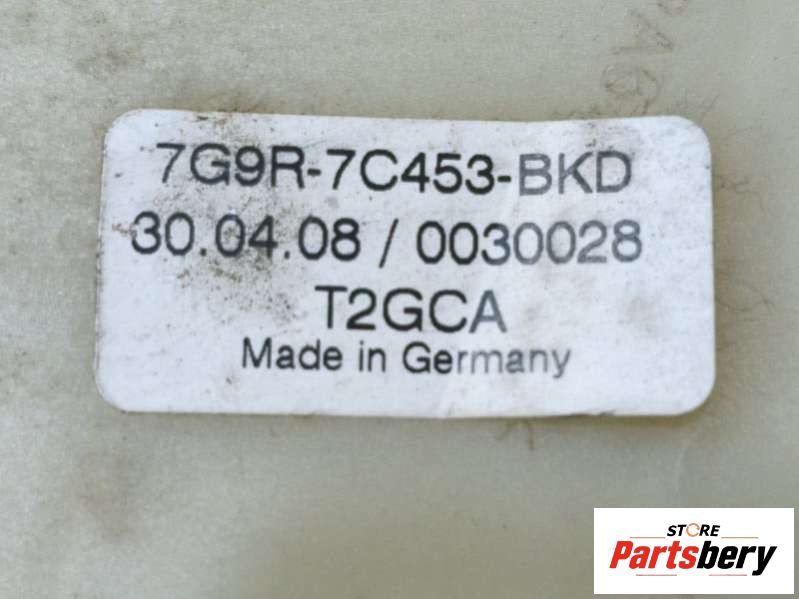 7G9R-7C453-BKD
30.04.08 / 0030028
T2GCA
Made in Germany
STORE
Partsbery